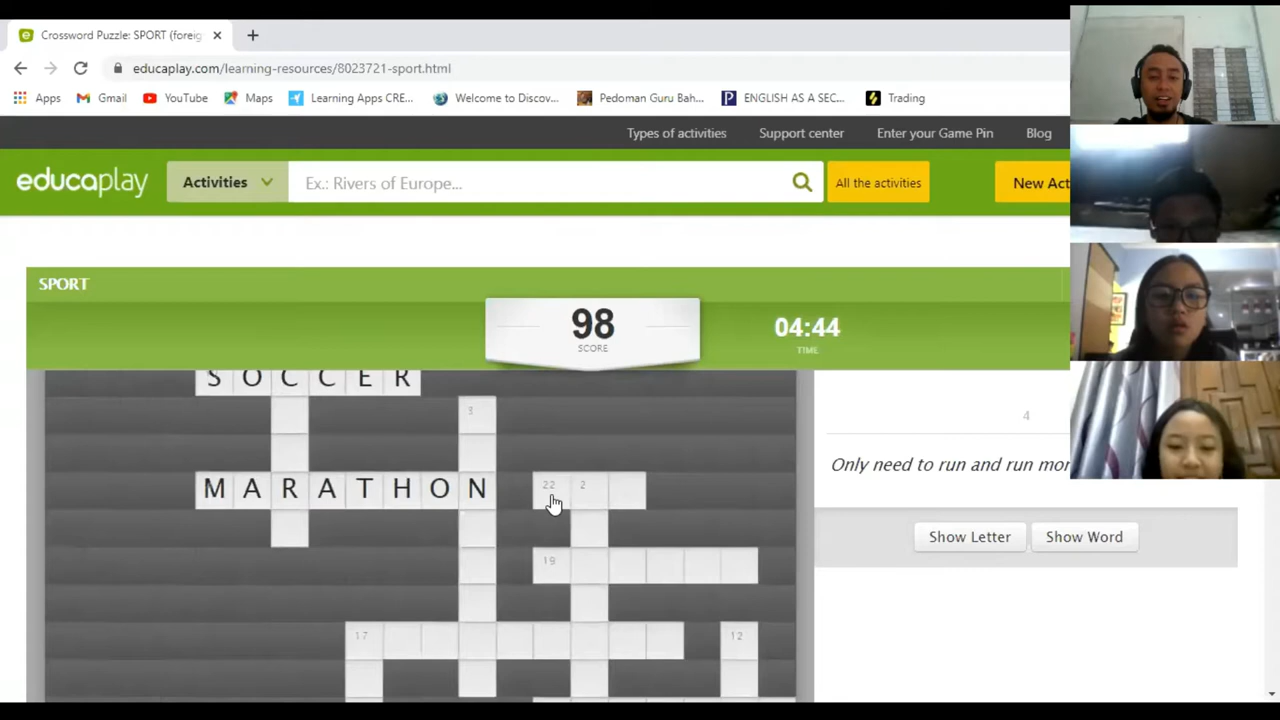 Crossword Puzzle: SPORT (foreig
educaplay.com/learning-resources/8023721-sport.html
Apps Gmail YouTube Maps Learning Apps CRE... Welcome to Discov... Pedoman Guru Bah... ENGLISH AS A SEC... Trading
Types of activities Support center Enter your Game Pin Blog
educaplay Activities Ex.: Rivers of Europe... All the activities New Act
SPORT
98
SCORE
04:44
TIME
SOCCER
3
4
Only need to run and run mor
MARATHON 22 2
Show Letter Show Word
19
17 12